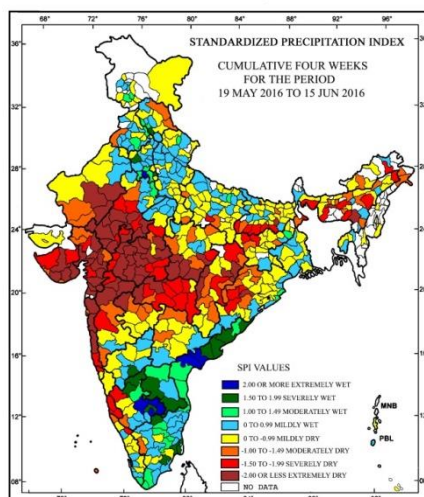 68° 72° 76° 80° 84° 88° 92° 96°
36°
STANDARDIZED PRECIPITATION INDEX
CUMULATIVE FOUR WEEKS
FOR THE PERIOD
19 MAY 2016 TO 15 JUN 2016
32°
28°
24°
20°
16°
SPI VALUES
2.00 OR MORE EXTREMELY WET
1.50 TO 1.99 SEVERELY WET
1.00 TO 1.49 MODERATELY WET
0 TO 0.99 MILDLY WET
0 TO -0.99 MILDLY DRY
-1.00 TO -1.49 MODERATELY DRY
-1.50 TO -1.99 SEVERELY DRY
-2.00 OR LESS EXTREMELY DRY
NO DATA
12°
MNB
PBL
8°